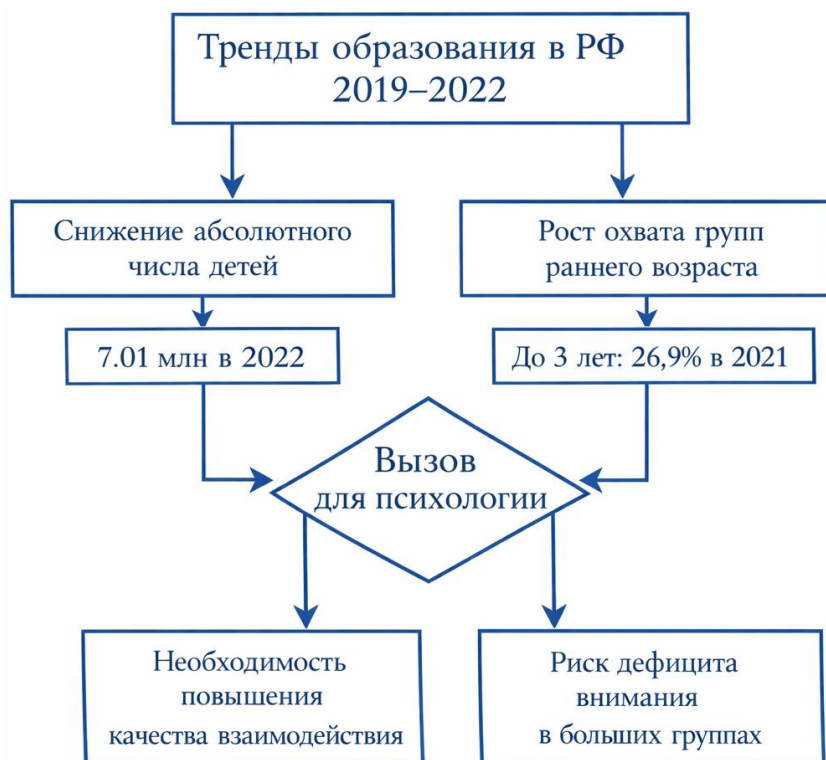 Тренды образования в РФ
2019–2022
Снижение абсолютного
числа детей
Рост охвата групп
раннего возраста
7.01 млн в 2022
До 3 лет: 26,9% в 2021
Вызов
для психологии
Необходимость
повышения
качества взаимодействия
Риск дефицита
внимания
в больших группах